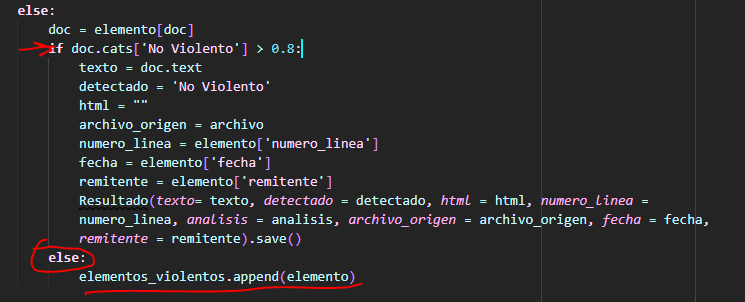 else:
doc = elemento[doc]
if doc.cats['No Violento'] > 0.8:
texto = doc.text
detectado = 'No Violento'
html = ""
archivo_origen = archivo
numero_linea = elemento['numero_linea']
fecha = elemento['fecha']
remitente = elemento['remitente']
Resultado(texto= texto, detectado = detectado, html = html, numero_linea =
numero_linea, analisis = analisis, archivo_origen = archivo_origen, fecha = fecha,
remitente = remitente).save()
else:
elementos_violentos.append(elemento)